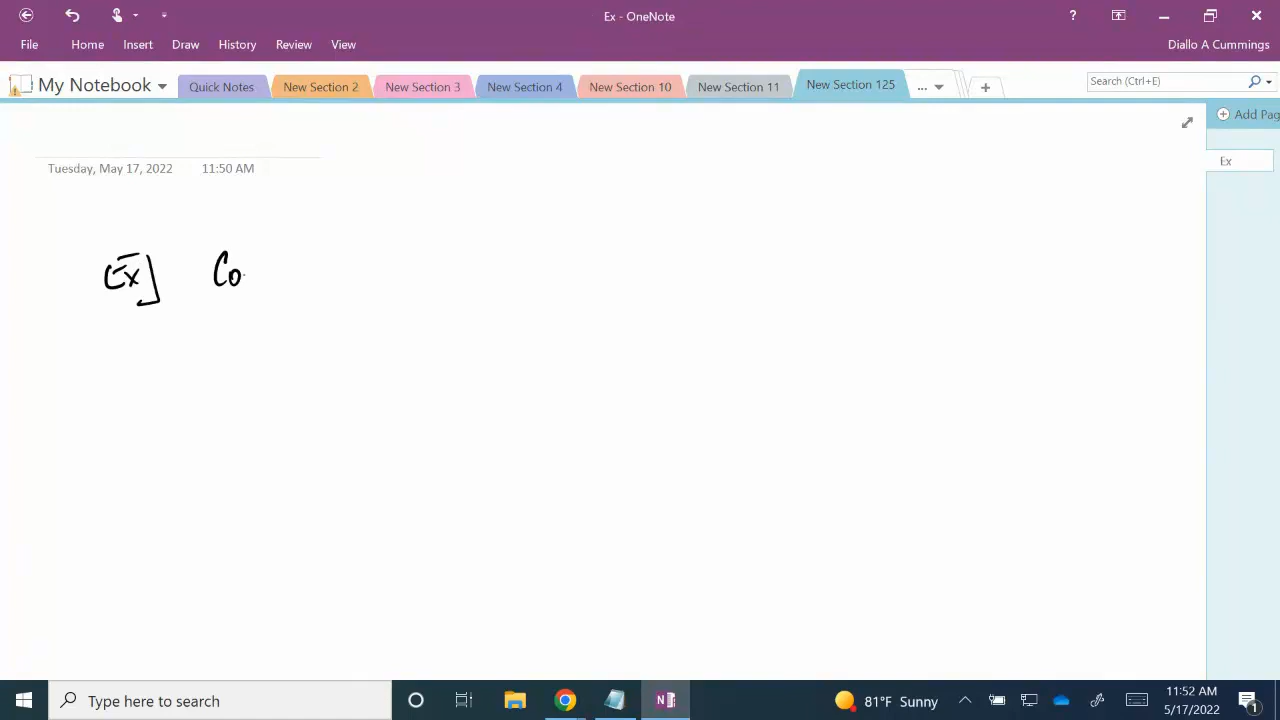 Ex - OneNote
?
File Home Insert Draw History Review View
Diallo A Cummings
My Notebook Quick Notes New Section 2 New Section 3 New Section 4 New Section 10 New Section 11 New Section 125 ... +
Search (Ctrl+E)
Add Pag
Ex
Tuesday, May 17, 2022 11:50 AM
Ex] Co
Type here to search
N
81°F Sunny
11:52 AM
5/17/2022
1